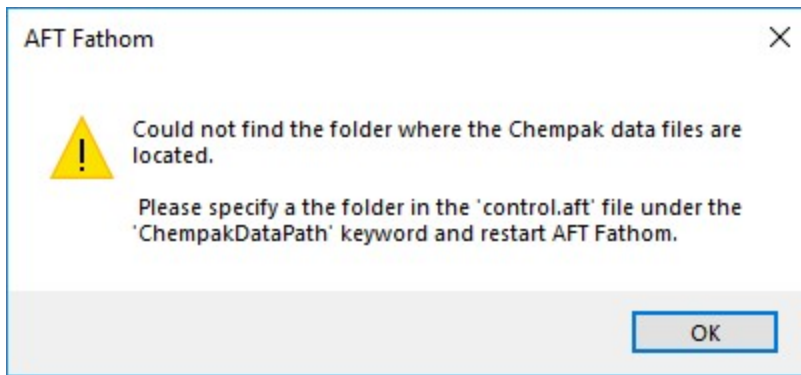 AFT Fathom
Could not find the folder where the Chempak data files are
located.
Please specify a the folder in the 'control.aft' file under the
'ChempakDataPath' keyword and restart AFT Fathom.
OK